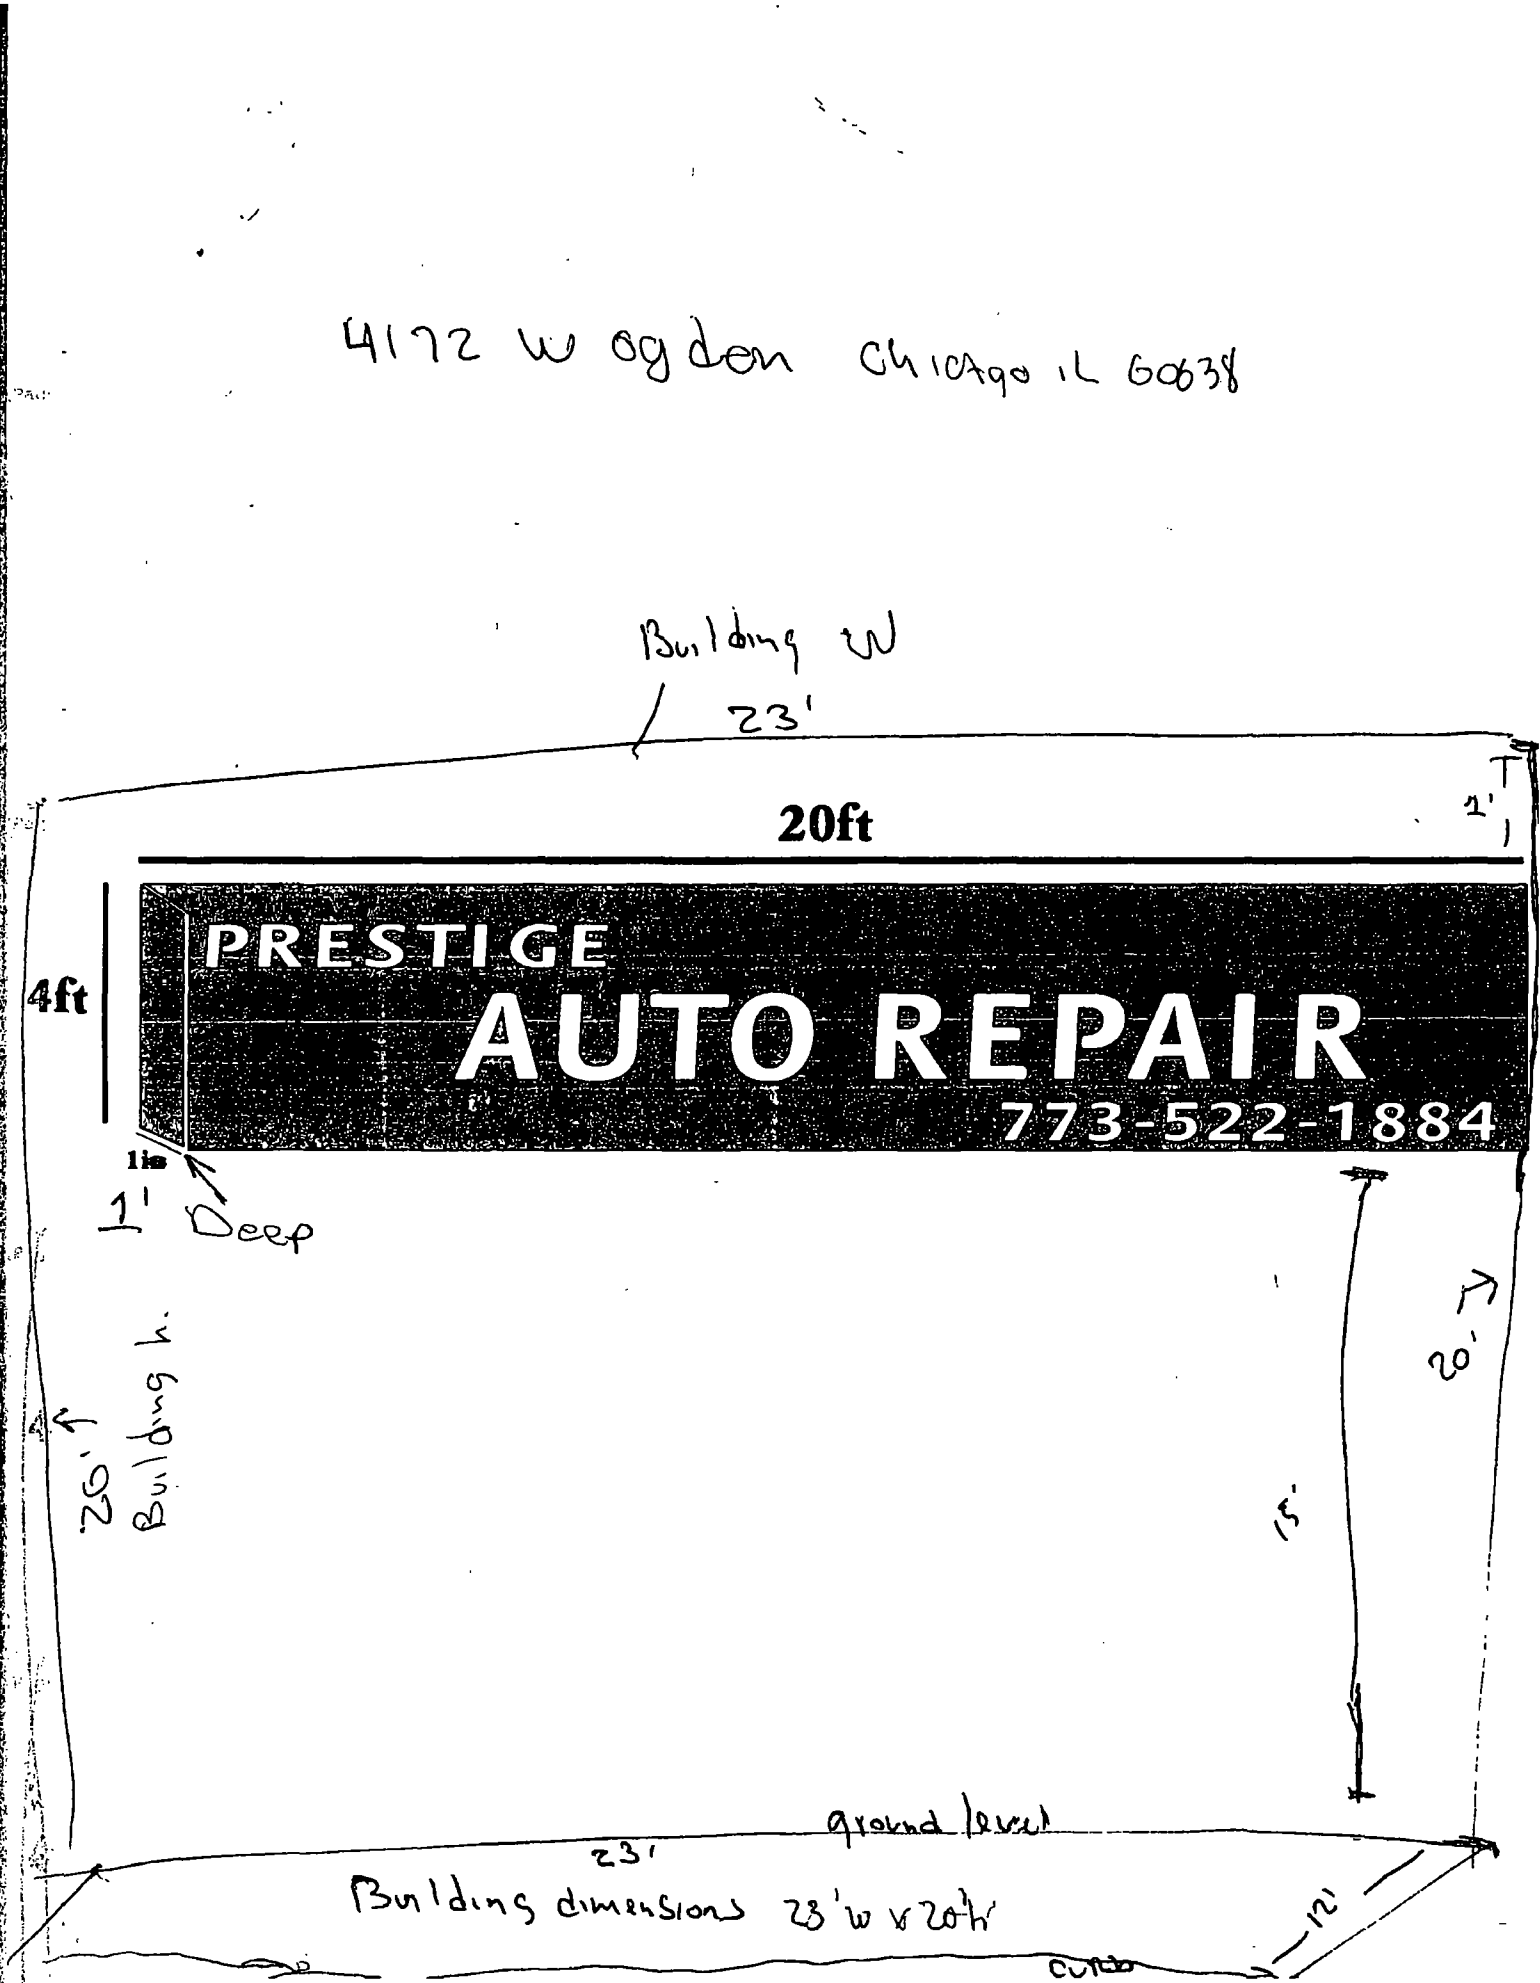 4172 W ogden Chicago iL 60638
Building W
23'
1'
20ft
PRESTIGE
4ft
AUTO REPAIR
773-522-1884
1in
1'
Deep
20'
Building h.
20'
15'
ground level
23'
Building dimensions 23'w x 20'h
12'
curb